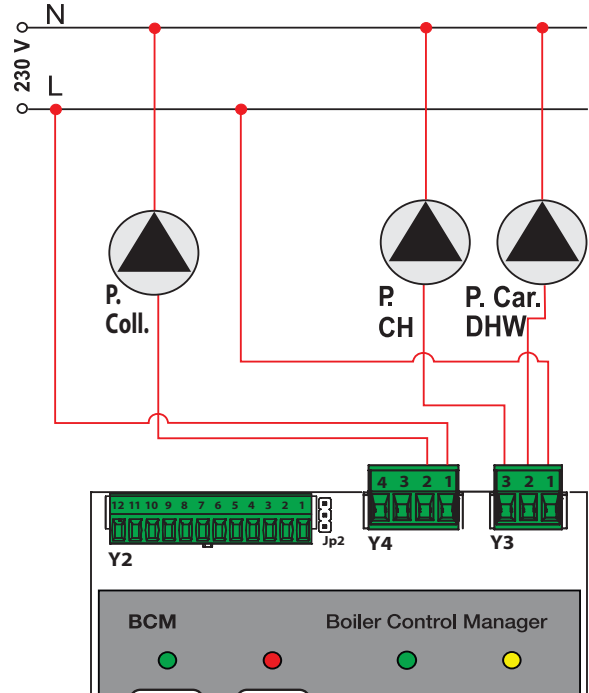 N
230 V
L
P.
Coll.
P.
CH
P. Car.
DHW
4 3 2 1
3 2 1
12 11 10 9 8 7 6 5 4 3 2 1
Jp2
Y4
Y3
Y2
BCM
Boiler Control Manager